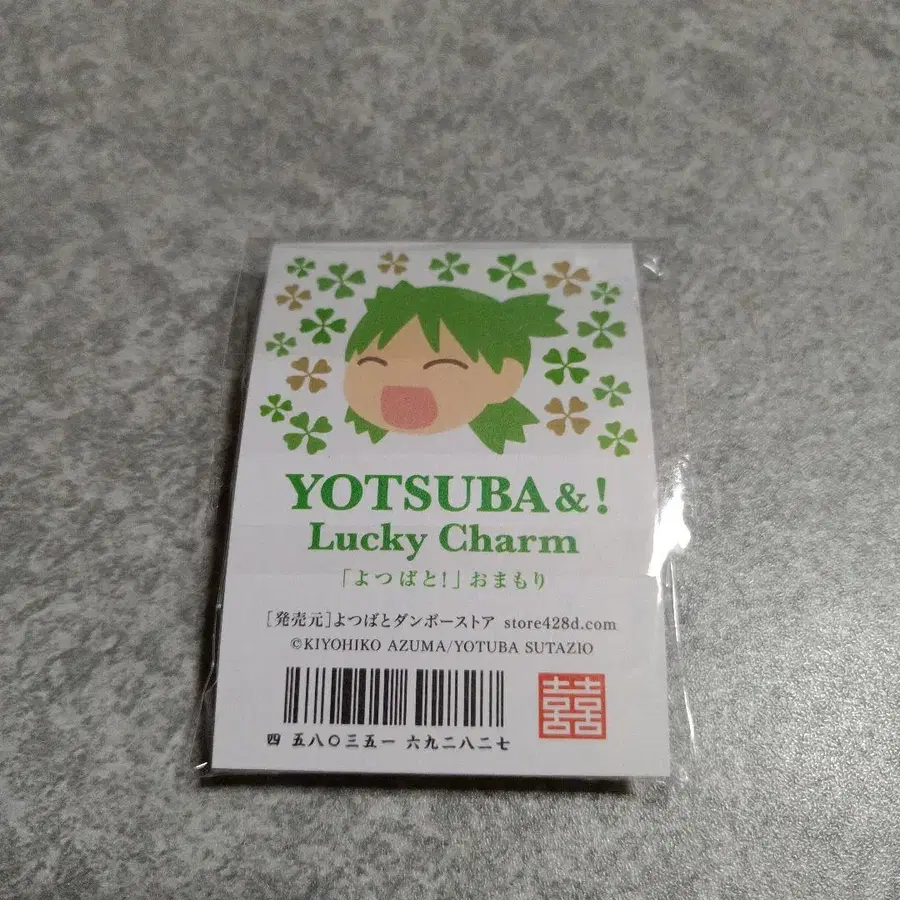 YOTSUBA&!
Lucky Charm
「よつばと!」おまもり
[発売元]よつばとダンボーストア store428d.com
©KIYOHIKO AZUMA/YOTUBA SUTAZIO
四 五八〇三五一 六九二八二七
囍